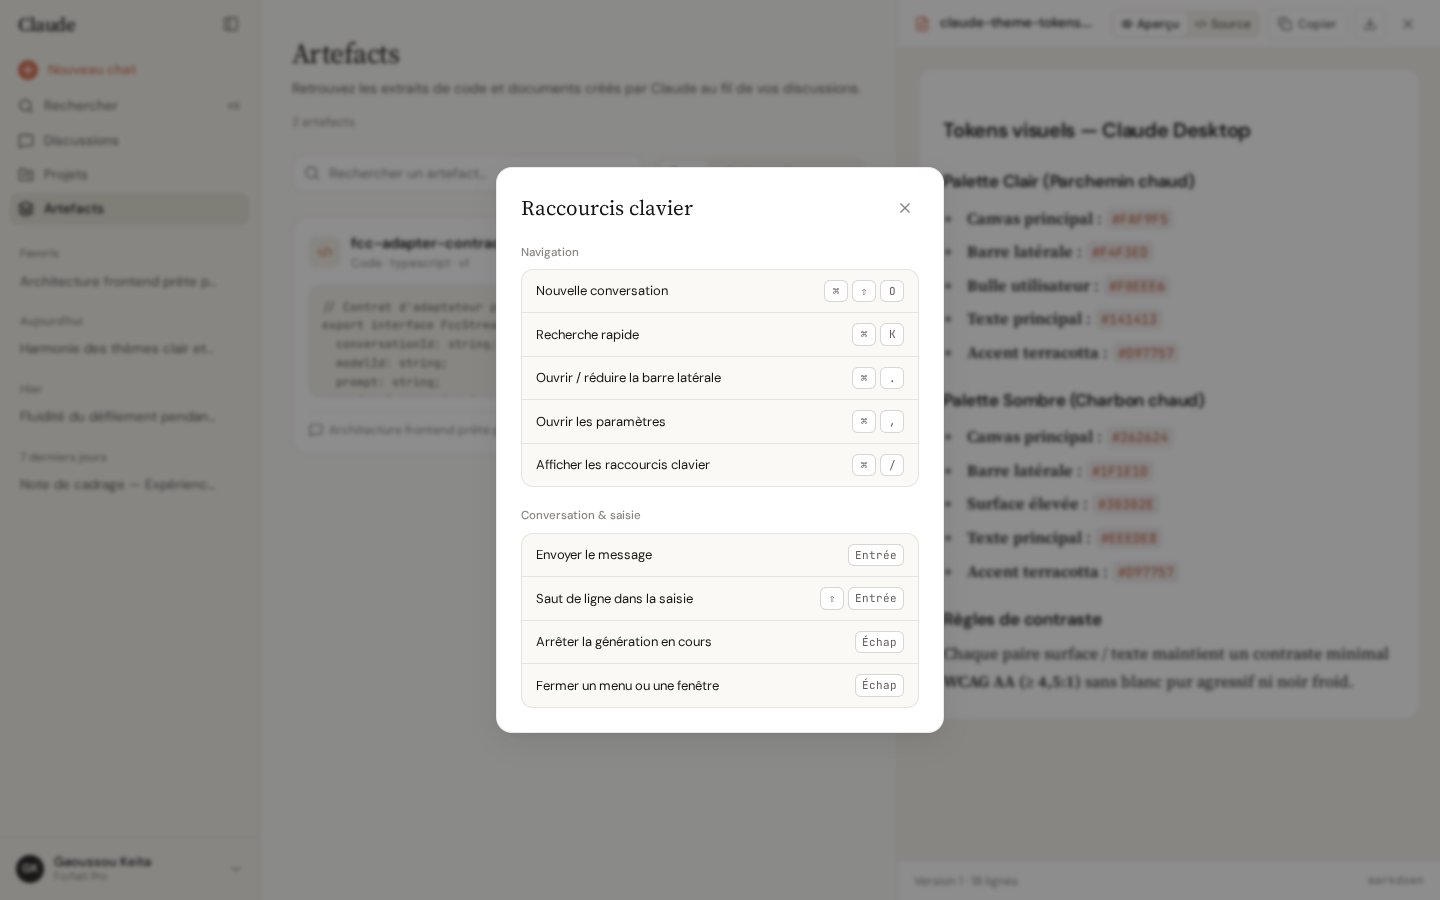 Claude
Nouveau chat
Rechercher
Discussions
Projets
Artefacts
Favoris
Architecture frontend prête p...
Aujourd'hui
Harmonie des thèmes clair et...
Hier
Fluidité du défilement pendan...
7 derniers jours
Note de cadrage — Expérienc...
Gaoussou Keita
Forfait Pro
Artefacts
Retrouvez les extraits de code et documents créés par Claude au fil de vos discussions.
2 artefacts
Rechercher un artefact...
fcc-adapter-contrac
Code · typescript · v1
// Contrat d'adaptateur
export interface FccStrea
conversationId: string;
modelId: string;
prompt: string;
Architecture frontend prête
Raccourcis clavier
Navigation
Nouvelle conversation ⌘ ⇧ O
Recherche rapide ⌘ K
Ouvrir / réduire la barre latérale ⌘ .
Ouvrir les paramètres ⌘ ,
Afficher les raccourcis clavier ⌘ /
Conversation & saisie
Envoyer le message Entrée
Saut de ligne dans la saisie ⇧ Entrée
Arrêter la génération en cours Échap
Fermer un menu ou une fenêtre Échap
claude-theme-tokens... Aperçu </> Source Copier
Tokens visuels — Claude Desktop
Palette Clair (Parchemin chaud)
• Canvas principal : #FAF9F5
• Barre latérale : #F4F3ED
• Bulle utilisateur : #F0EEE6
• Texte principal : #141413
• Accent terracotta : #D97757
Palette Sombre (Charbon chaud)
• Canvas principal : #262624
• Barre latérale : #1F1E1D
• Surface élevée : #30302E
• Texte principal : #EEEDE8
• Accent terracotta : #D97757
Règles de contraste
Chaque paire surface / texte maintient un contraste minimal
WCAG AA (≥ 4,5:1) sans blanc pur agressif ni noir froid.
Version 1 · 18 lignes markdown